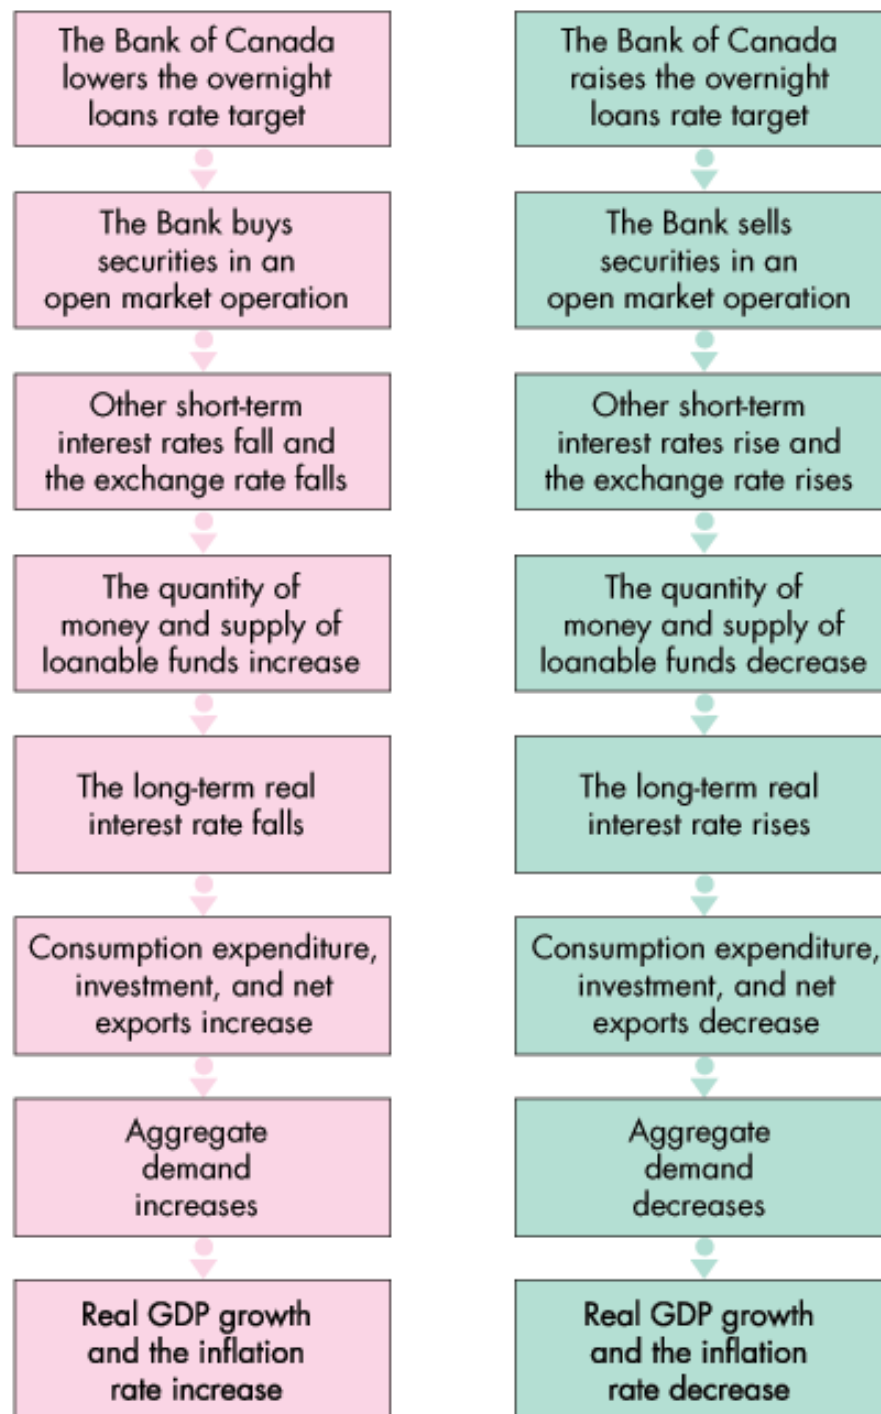 The Bank of Canada
lowers the overnight
loans rate target
The Bank buys
securities in an
open market operation
Other short-term
interest rates fall and
the exchange rate falls
The quantity of
money and supply of
loanable funds increase
The long-term real
interest rate falls
Consumption expenditure,
investment, and net
exports increase
Aggregate
demand
increases
Real GDP growth
and the inflation
rate increase
The Bank of Canada
raises the overnight
loans rate target
The Bank sells
securities in an
open market operation
Other short-term
interest rates rise and
the exchange rate rises
The quantity of
money and supply of
loanable funds decrease
The long-term real
interest rate rises
Consumption expenditure,
investment, and net
exports decrease
Aggregate
demand
decreases
Real GDP growth
and the inflation
rate decrease